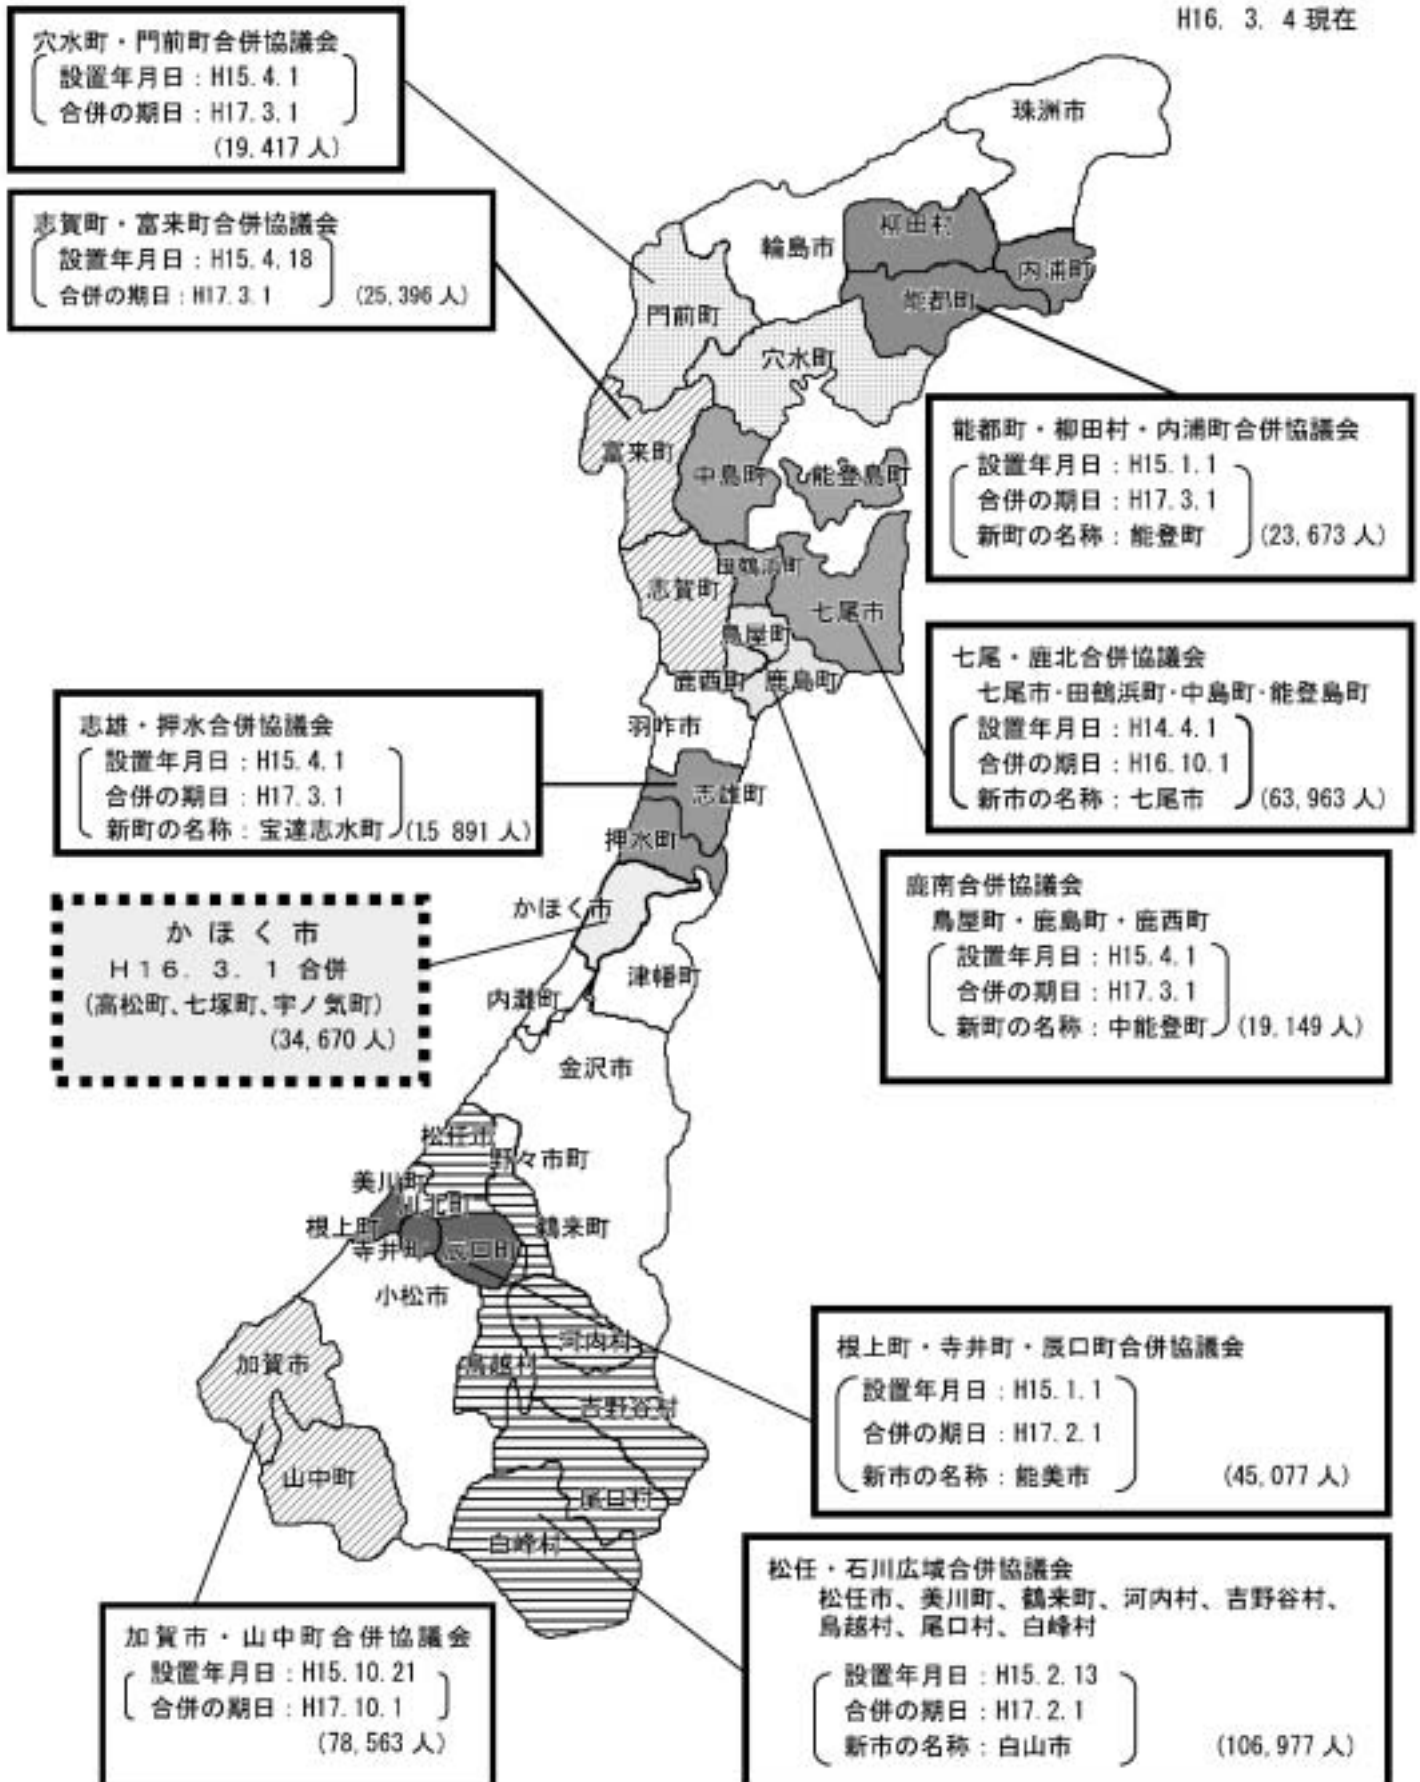 H16. 3. 4 現在
穴水町・門前町合併協議会
設置年月日：H15.4.1
合併の期日：H17.3.1
(19,417 人)
志賀町・富来町合併協議会
設置年月日：H15.4.18
合併の期日：H17.3.1 (25,396 人)
珠洲市
柳田村
輪島市
内浦町
能都町
門前町
穴水町
富来町
中島町
能登島町
田鶴浜町
志賀町
七尾市
鳥屋町
鹿西町
鹿島町
羽咋市
志雄町
押水町
かほく市
津幡町
内灘町
金沢市
松任市
野々市町
美川町
川北町
根上町
鶴来町
寺井町
辰口町
小松市
河内村
加賀市
鳥越村
吉野谷村
山中町
尾口村
白峰村
能都町・柳田村・内浦町合併協議会
設置年月日：H15.1.1
合併の期日：H17.3.1
新町の名称：能登町 (23,673 人)
七尾・鹿北合併協議会
七尾市・田鶴浜町・中島町・能登島町
設置年月日：H14.4.1
合併の期日：H16.10.1
新市の名称：七尾市 (63,963 人)
志雄・押水合併協議会
設置年月日：H15.4.1
合併の期日：H17.3.1
新町の名称：宝達志水町 (15 891 人)
鹿南合併協議会
鳥屋町・鹿島町・鹿西町
設置年月日：H15.4.1
合併の期日：H17.3.1
新町の名称：中能登町 (19,149 人)
かほく市
H16. 3. 1 合併
(高松町、七塚町、宇ノ気町)
(34,670 人)
根上町・寺井町・辰口町合併協議会
設置年月日：H15.1.1
合併の期日：H17.2.1
新市の名称：能美市 (45,077 人)
松任・石川広域合併協議会
松任市、美川町、鶴来町、河内村、吉野谷村、
鳥越村、尾口村、白峰村
設置年月日：H15.2.13
合併の期日：H17.2.1
新市の名称：白山市 (106,977 人)
加賀市・山中町合併協議会
設置年月日：H15.10.21
合併の期日：H17.10.1
(78,563 人)